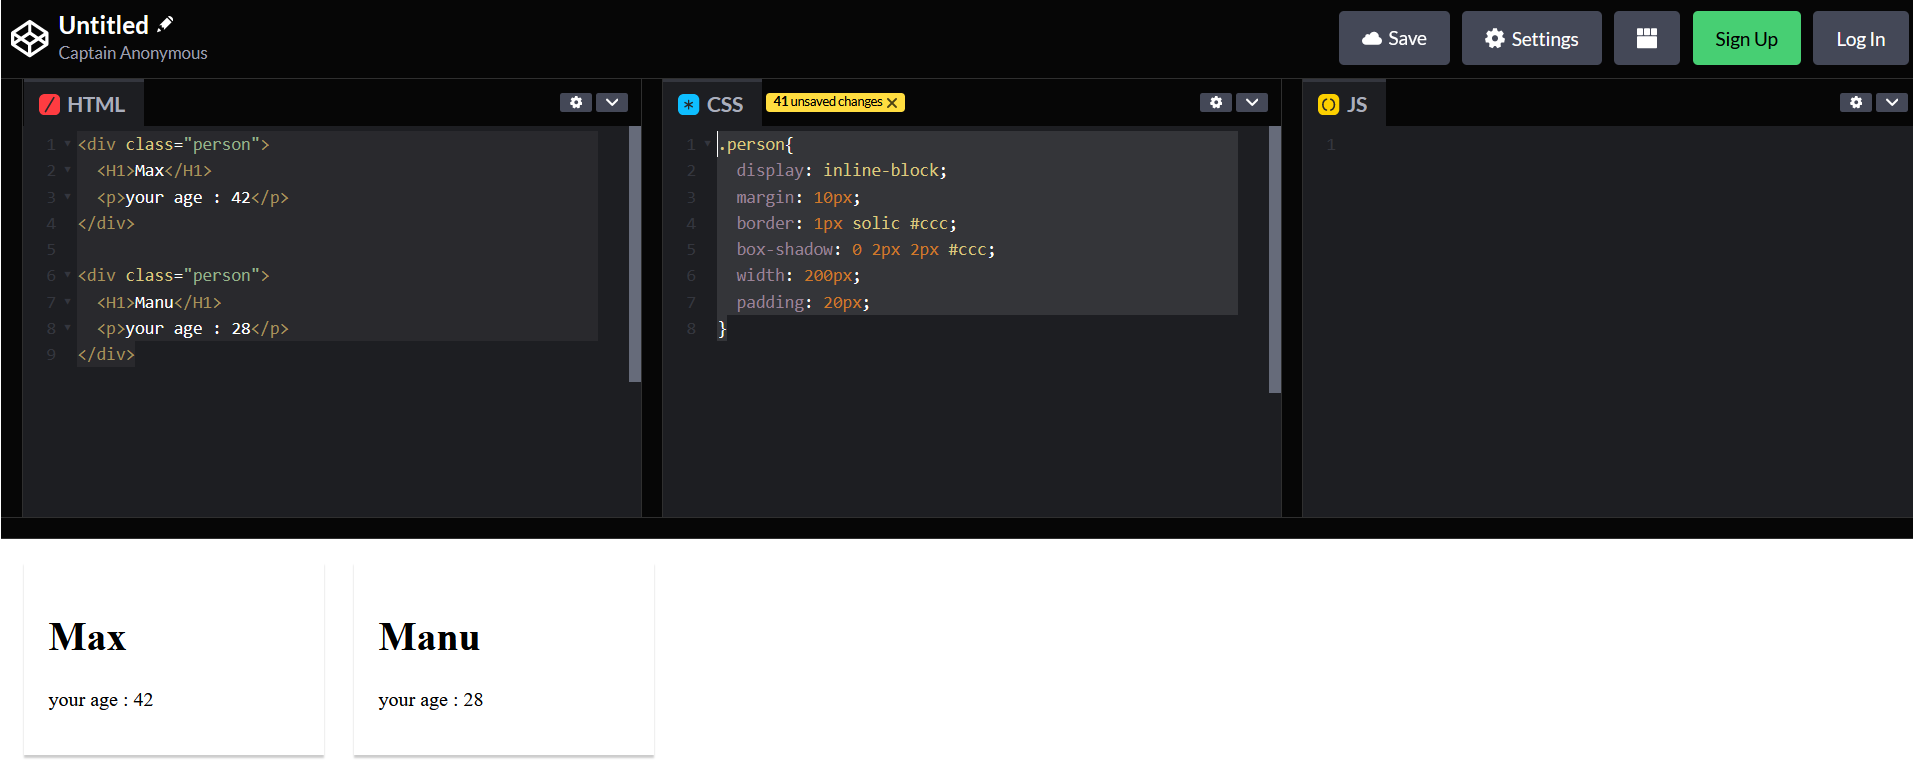 Untitled
Captain Anonymous
Save
Settings
Sign Up
Log In
HTML
1 <div class="person">
2 <H1>Max</H1>
3 <p>your age : 42</p>
4 </div>
5
6 <div class="person">
7 <H1>Manu</H1>
8 <p>your age : 28</p>
9 </div>
CSS
41 unsaved changes
1 .person{
2 display: inline-block;
3 margin: 10px;
4 border: 1px solic #ccc;
5 box-shadow: 0 2px 2px #ccc;
6 width: 200px;
7 padding: 20px;
8 }
JS
1
Max
your age : 42
Manu
your age : 28